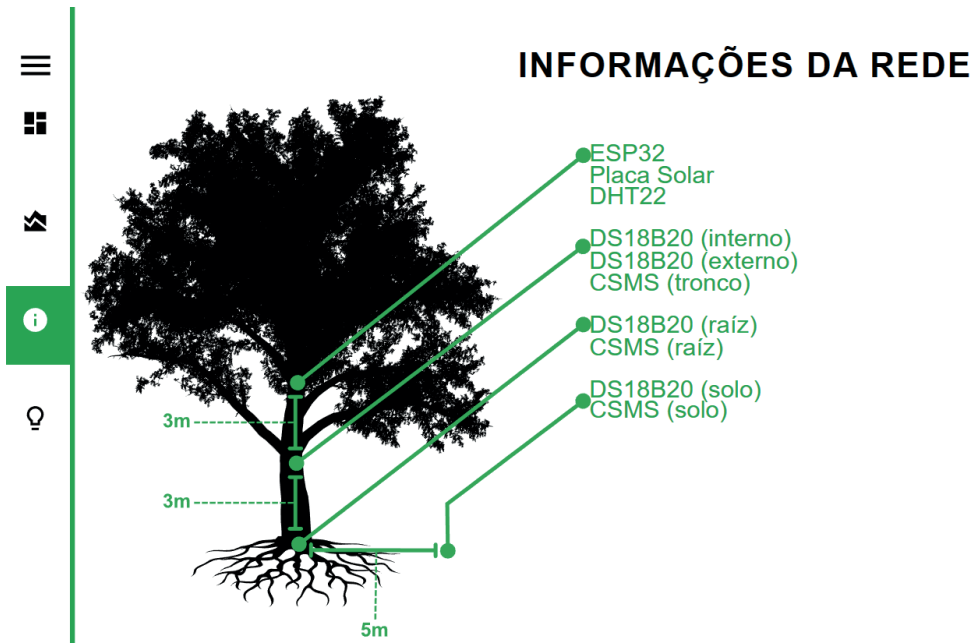 INFORMAÇÕES DA REDE
ESP32
Placa Solar
DHT22
DS18B20 (interno)
DS18B20 (externo)
CSMS (tronco)
DS18B20 (raíz)
CSMS (raíz)
DS18B20 (solo)
CSMS (solo)
3m
3m
5m